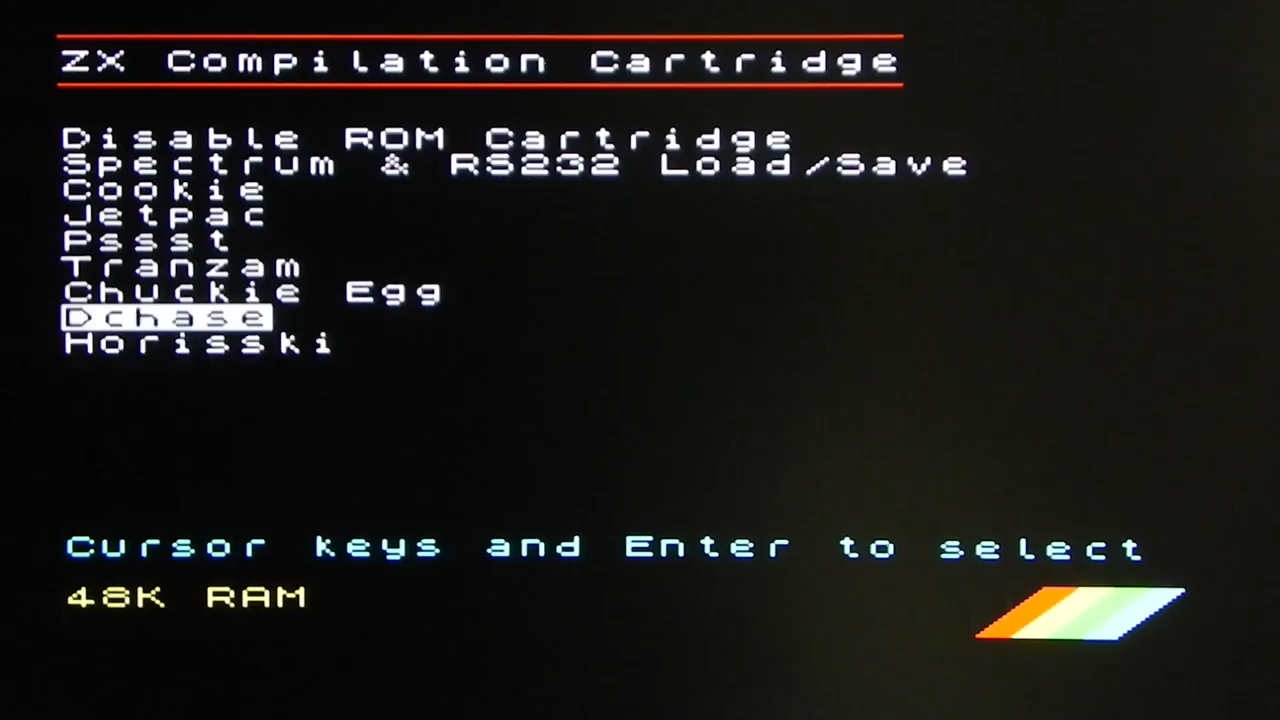 ZX Compilation Cartridge
Disable ROM Cartridge
Spectrum & RS232 Load/Save
Cookie
Jetpac
Pssst
Tranzam
Chuckie Egg
Dchase
Horisski
Cursor keys and Enter to select
48K RAM